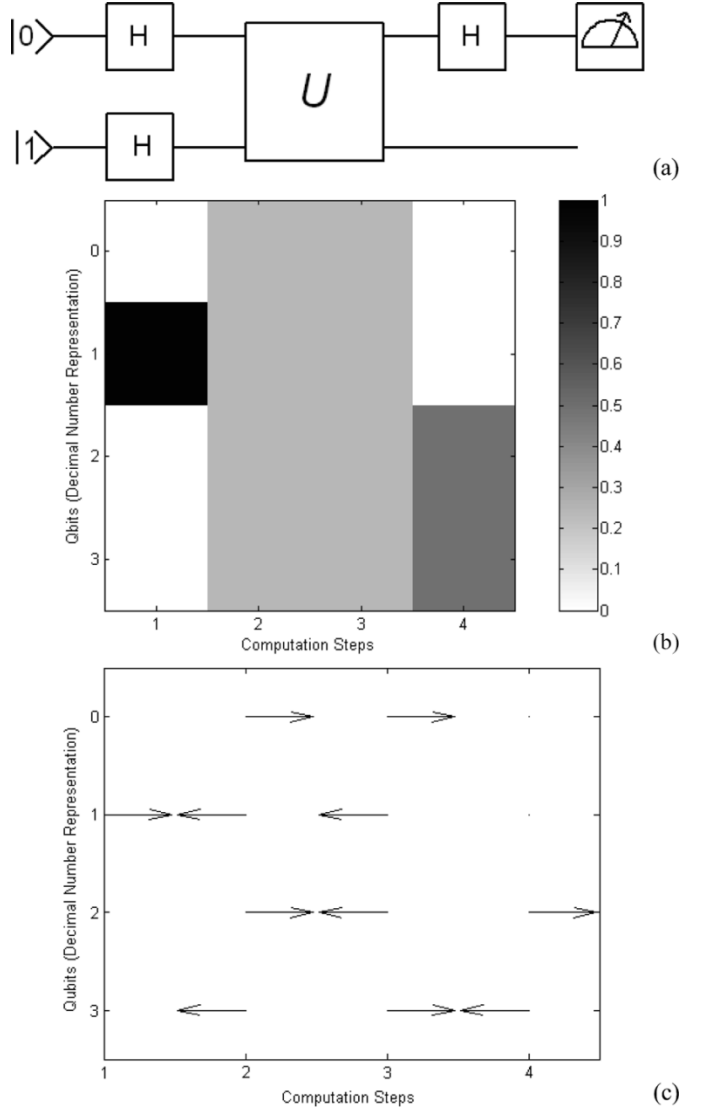 |0> H H
U
|1> H
(a)
0
1
2
3
Qbits (Decimal Number Representation)
1 2 3 4
Computation Steps
1
0.9
0.8
0.7
0.6
0.5
0.4
0.3
0.2
0.1
0
(b)
0
1
2
3
Qubits (Decimal Number Representation)
1 2 3 4
Computation Steps
(c)